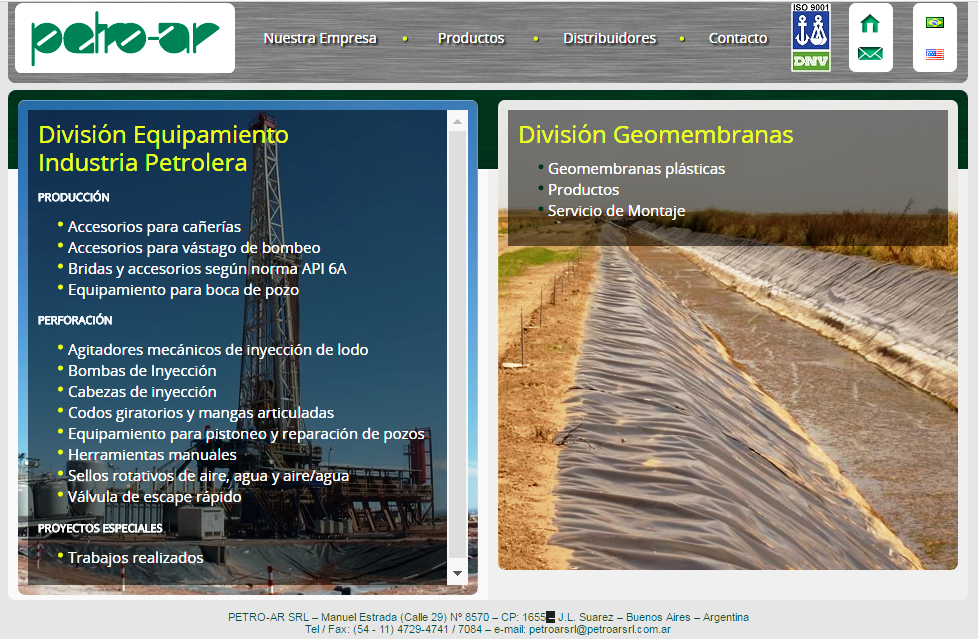 petro-ar
Nuestra Empresa • Productos • Distribuidores • Contacto
ISO 9001
DNV
División Equipamiento
Industria Petrolera
PRODUCCIÓN
• Accesorios para cañerías
• Accesorios para vástago de bombeo
• Bridas y accesorios según norma API 6A
• Equipamiento para boca de pozo
PERFORACIÓN
• Agitadores mecánicos de inyección de lodo
• Bombas de Inyección
• Cabezas de inyección
• Codos giratorios y mangas articuladas
• Equipamiento para pistoneo y reparación de pozos
• Herramientas manuales
• Sellos rotativos de aire, agua y aire/agua
• Válvula de escape rápido
PROYECTOS ESPECIALES
• Trabajos realizados
División Geomembranas
• Geomembranas plásticas
• Productos
• Servicio de Montaje
PETRO-AR SRL – Manuel Estrada (Calle 29) Nº 8570 – CP: 1655 – J.L. Suarez – Buenos Aires – Argentina
Tel / Fax: (54 - 11) 4729-4741 / 7084 – e-mail: petroarsrl@petroarsrl.com.ar